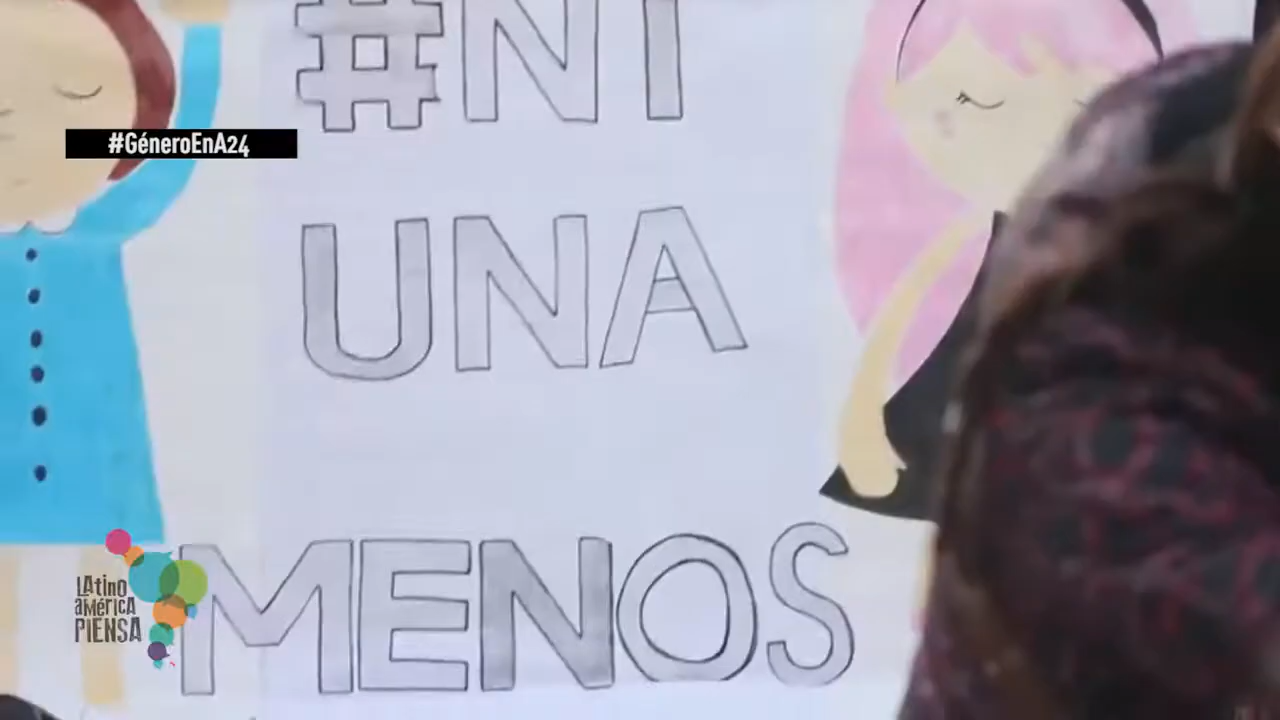 #NI
#GéneroEnA24
UNA
MENOS
LAtino
aMéRicA
PIENSA